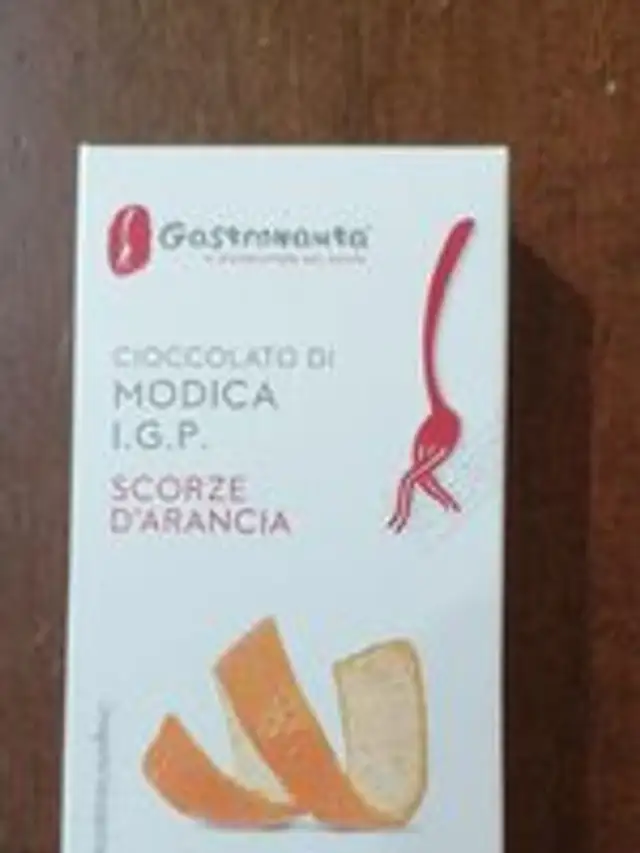 Gastronauta
CIOCCOLATO DI
MODICA
I.G.P.
SCORZE
D'ARANCIA